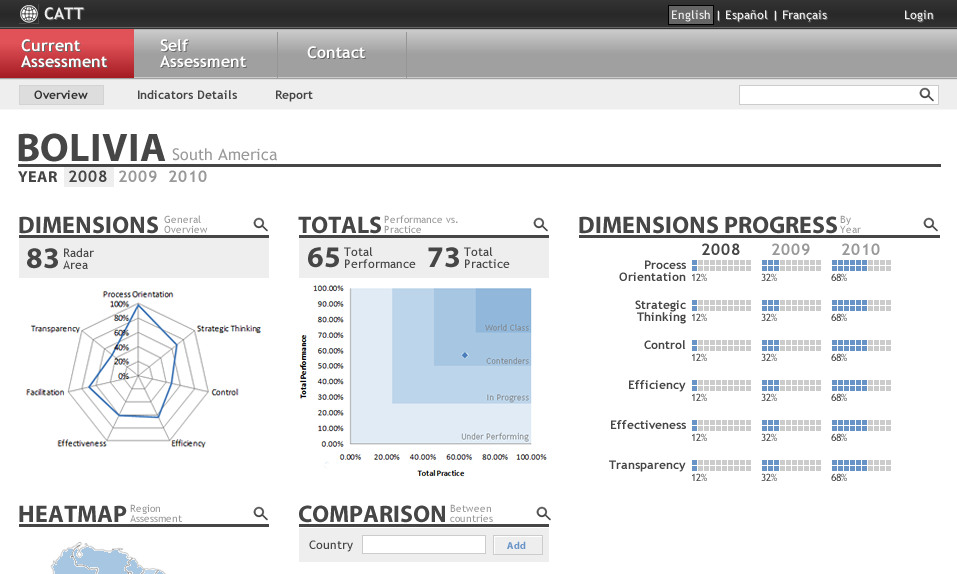 CATT
English | Español | Français
Login
Current Assessment
Self Assessment
Contact
Overview
Indicators Details
Report
BOLIVIA South America
YEAR 2008 2009 2010
DIMENSIONS General Overview
83 Radar Area
Process Orientation
100%
80%
60%
40%
20%
0%
Strategic Thinking
Control
Efficiency
Effectiveness
Facilitation
Transparency
TOTALS Performance vs. Practice
65 Total Performance
73 Total Practice
Total Performance
100.00%
90.00%
80.00%
70.00%
60.00%
50.00%
40.00%
30.00%
20.00%
10.00%
0.00%
World Class
Contenders
In Progress
Under Performing
0.00% 20.00% 40.00% 60.00% 80.00% 100.00%
Total Practice
DIMENSIONS PROGRESS By Year
2008 2009 2010
Process Orientation
12% 32% 68%
Strategic Thinking
12% 32% 68%
Control
12% 32% 68%
Efficiency
12% 32% 68%
Effectiveness
12% 32% 68%
Transparency
12% 32% 68%
HEATMAP Region Assessment
COMPARISON Between countries
Country
Add